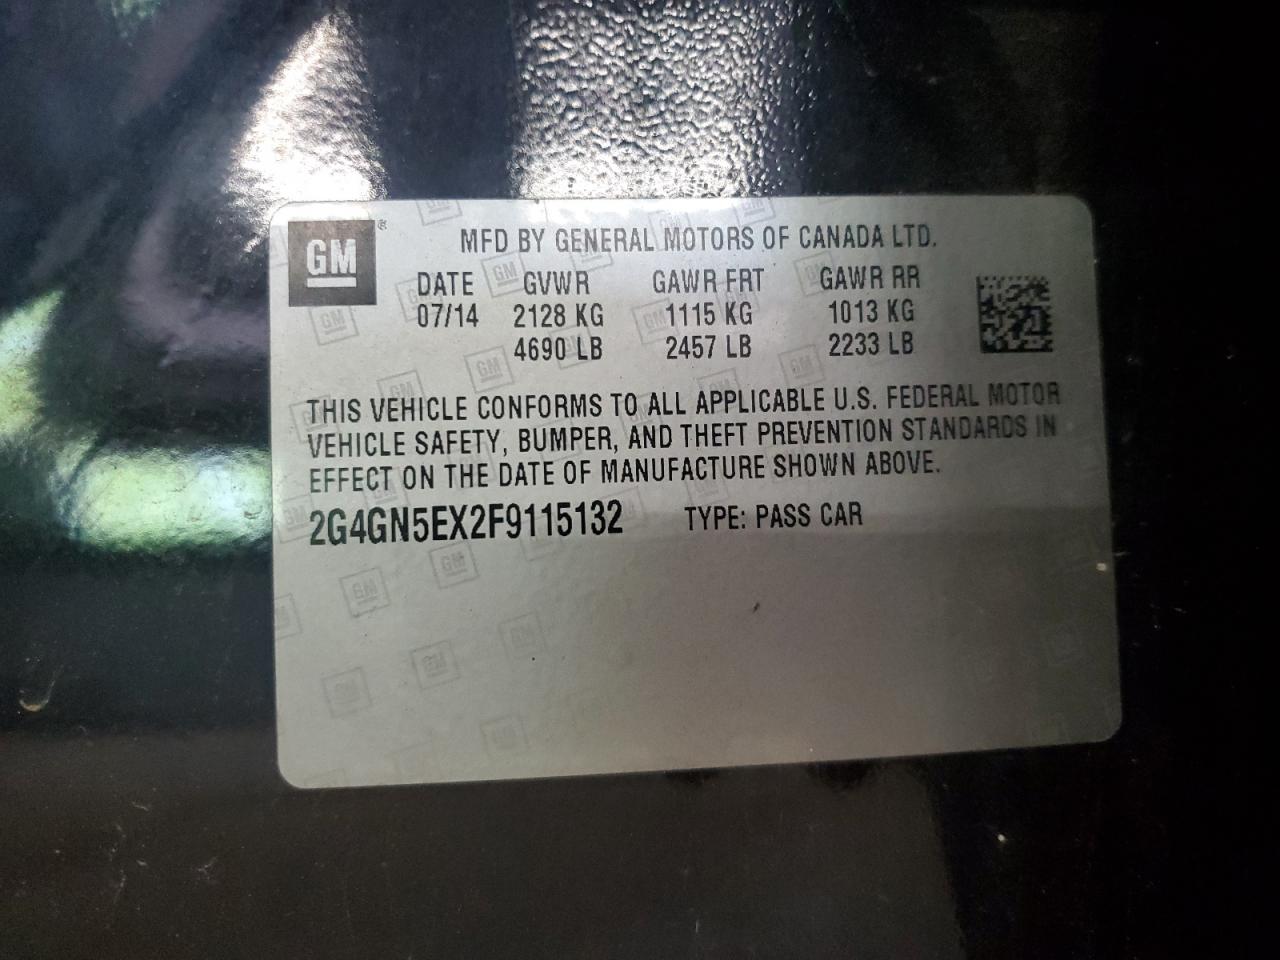 GM®
MFD BY GENERAL MOTORS OF CANADA LTD.
DATE GVWR GAWR FRT GAWR RR
07/14 2128 KG 1115 KG 1013 KG
4690 LB 2457 LB 2233 LB
THIS VEHICLE CONFORMS TO ALL APPLICABLE U.S. FEDERAL MOTOR
VEHICLE SAFETY, BUMPER, AND THEFT PREVENTION STANDARDS IN
EFFECT ON THE DATE OF MANUFACTURE SHOWN ABOVE.
2G4GN5EX2F9115132 TYPE: PASS CAR